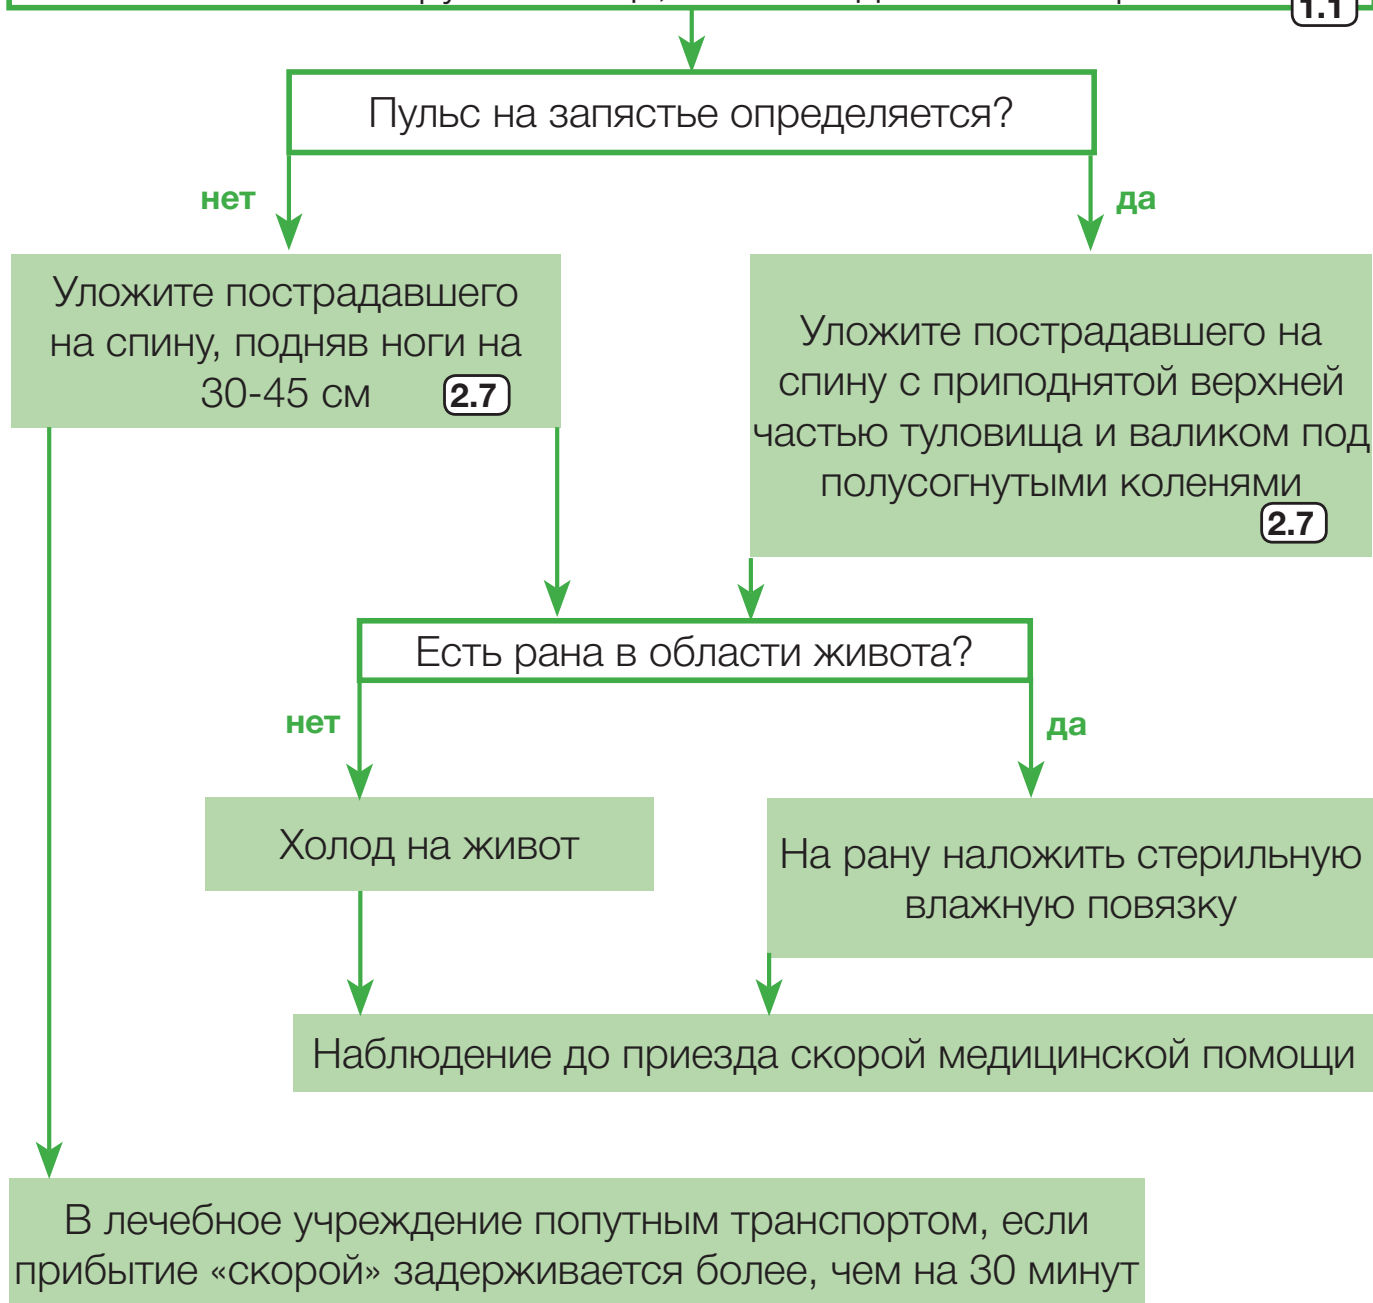 1.1
Пульс на запястье определяется?
нет
да
Уложите пострадавшего
на спину, подняв ноги на
30-45 см 2.7
Уложите пострадавшего на
спину с приподнятой верхней
частью туловища и валиком под
полусогнутыми коленями
2.7
Есть рана в области живота?
нет
да
Холод на живот
На рану наложить стерильную
влажную повязку
Наблюдение до приезда скорой медицинской помощи
В лечебное учреждение попутным транспортом, если
прибытие «скорой» задерживается более, чем на 30 минут